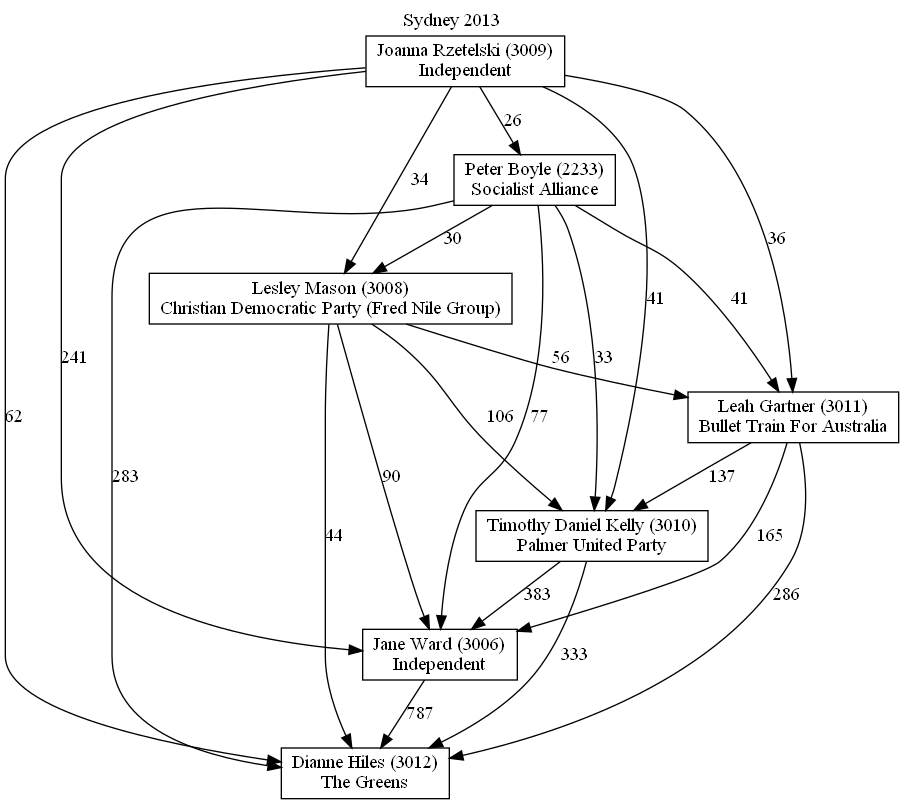 Sydney 2013
Joanna Rzetelski (3009)
Independent
26
Peter Boyle (2233)
Socialist Alliance
34
30
36
Lesley Mason (3008)
Christian Democratic Party (Fred Nile Group)
41
41
241
56
33
62
106
77
Leah Gartner (3011)
Bullet Train For Australia
283
90
137
44
Timothy Daniel Kelly (3010)
Palmer United Party
165
383
286
Jane Ward (3006)
Independent
333
787
Dianne Hiles (3012)
The Greens